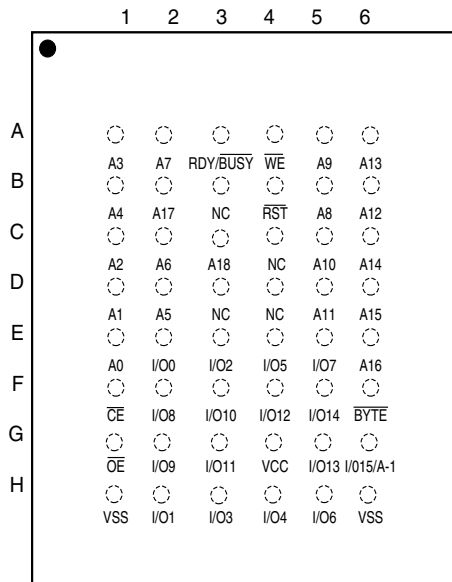 1 2 3 4 5 6
A
A3 A7 RDY/BUSY WE A9 A13
B
A4 A17 NC RST A8 A12
C
A2 A6 A18 NC A10 A14
D
A1 A5 NC NC A11 A15
E
A0 I/O0 I/O2 I/O5 I/O7 A16
F
CE I/O8 I/O10 I/O12 I/O14 BYTE
G
OE I/O9 I/O11 VCC I/O13 I/015/A-1
H
VSS I/O1 I/O3 I/O4 I/O6 VSS